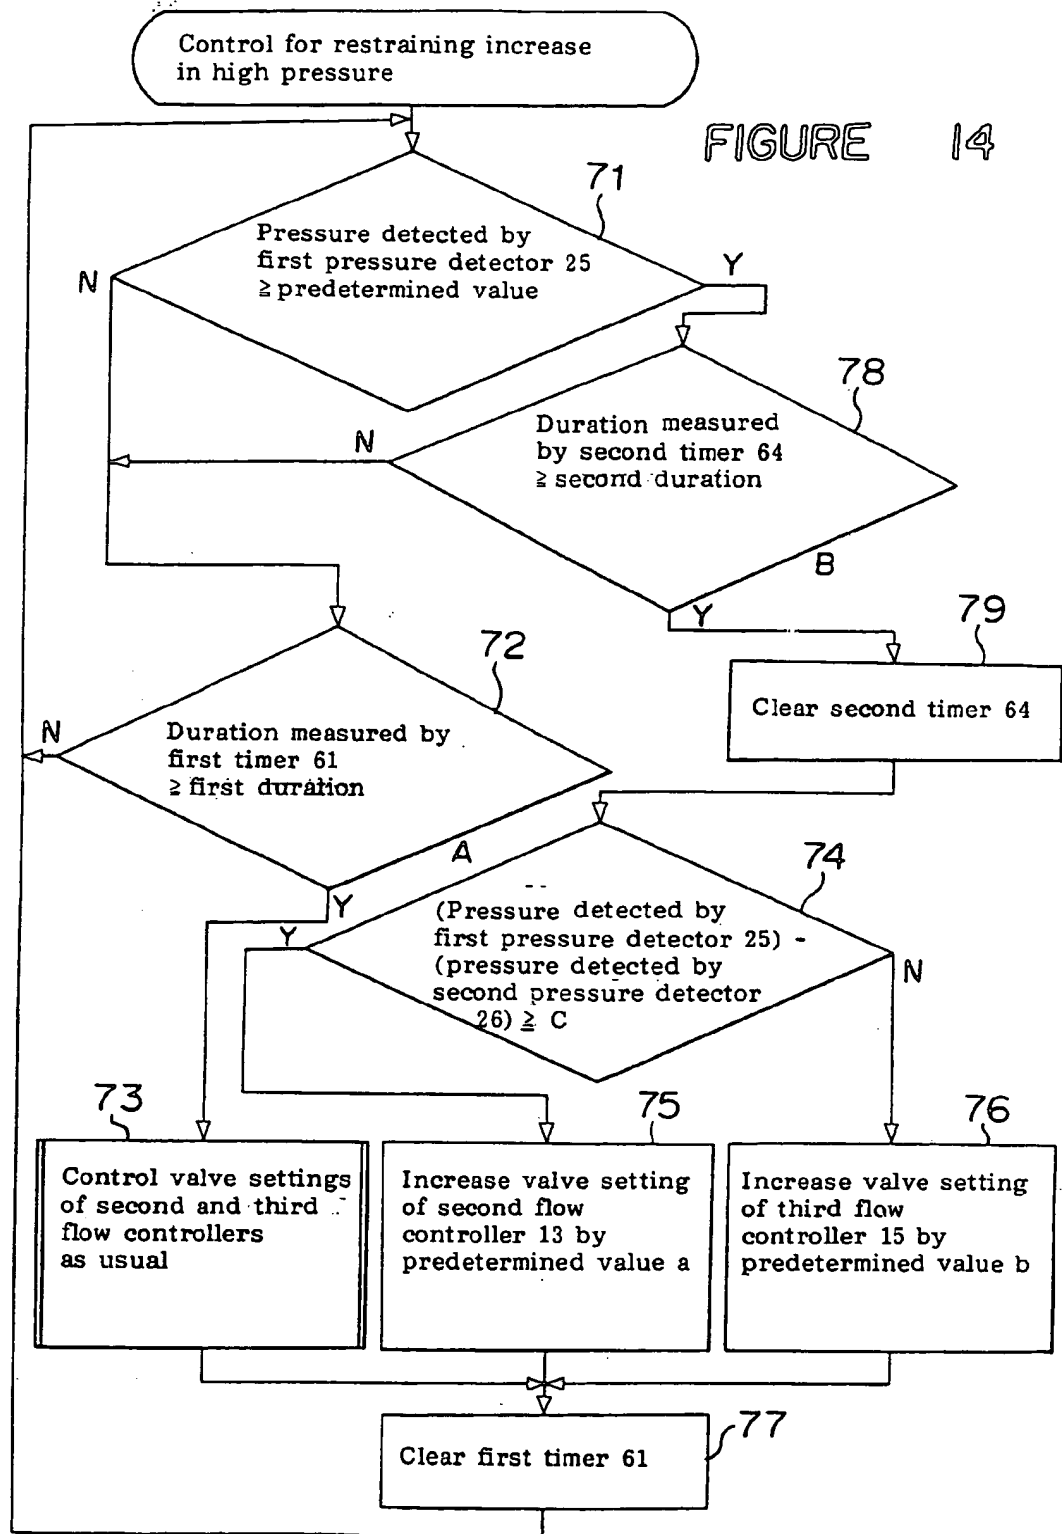 Control for restraining increase
in high pressure
FIGURE 14
71
Pressure detected by
first pressure detector 25
≧ predetermined value
N
Y
78
Duration measured
by second timer 64
≧ second duration
N
B
Y
79
Clear second timer 64
72
Duration measured by
first timer 61
≧ first duration
N
A
Y
74
(Pressure detected by
first pressure detector 25) -
(pressure detected by
second pressure detector
26) ≧ C
Y
N
73
Control valve settings
of second and third
flow controllers
as usual
75
Increase valve setting
of second flow
controller 13 by
predetermined value a
76
Increase valve setting
of third flow
controller 15 by
predetermined value b
77
Clear first timer 61